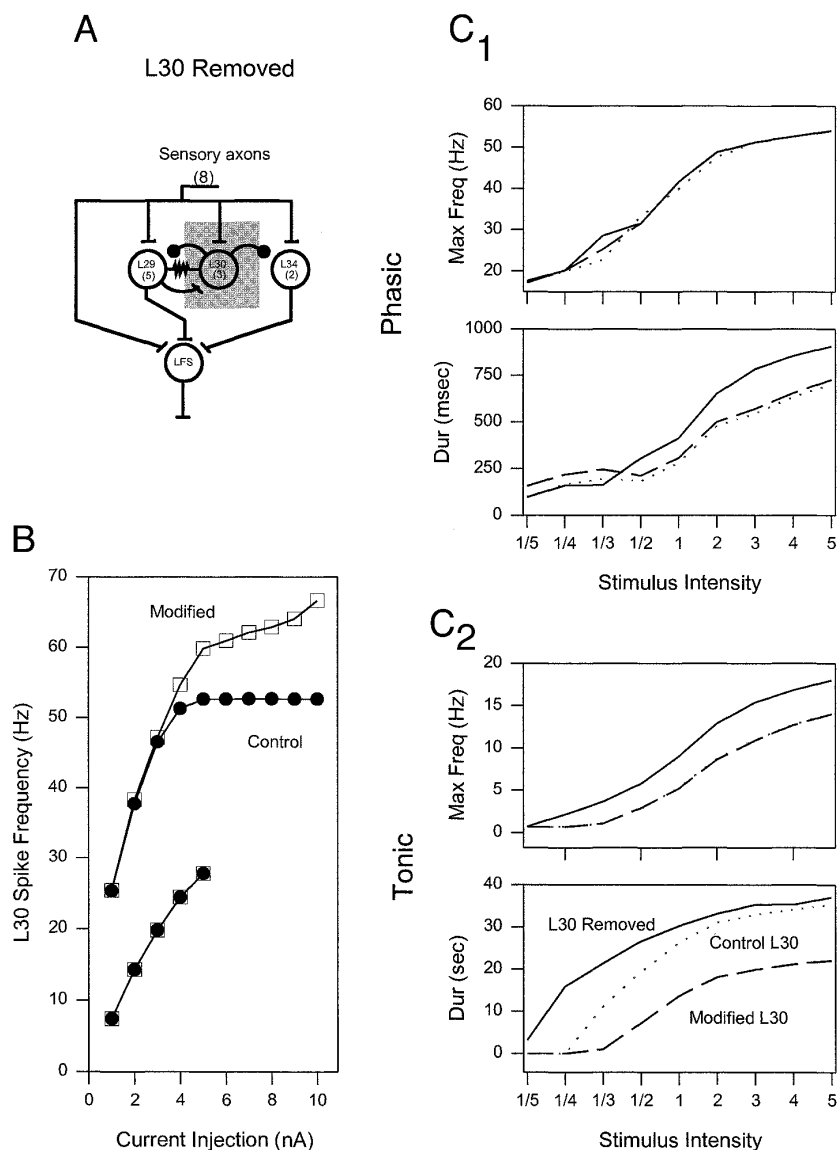 A
L30 Removed
Sensory axons
(8)
L29
(5)
L30
(3)
L34
(2)
LFS
B
L30 Spike Frequency (Hz)
70
60
50
40
30
20
10
0
Modified
Control
0 2 4 6 8 10
Current Injection (nA)
C1
Phasic
Max Freq (Hz)
60
50
40
30
20
Dur (msec)
1000
750
500
250
0
1/5 1/4 1/3 1/2 1 2 3 4 5
Stimulus Intensity
C2
Tonic
Max Freq (Hz)
20
15
10
5
0
Dur (sec)
40
30
20
10
0
L30 Removed
Control L30
Modified L30
1/5 1/4 1/3 1/2 1 2 3 4 5
Stimulus Intensity